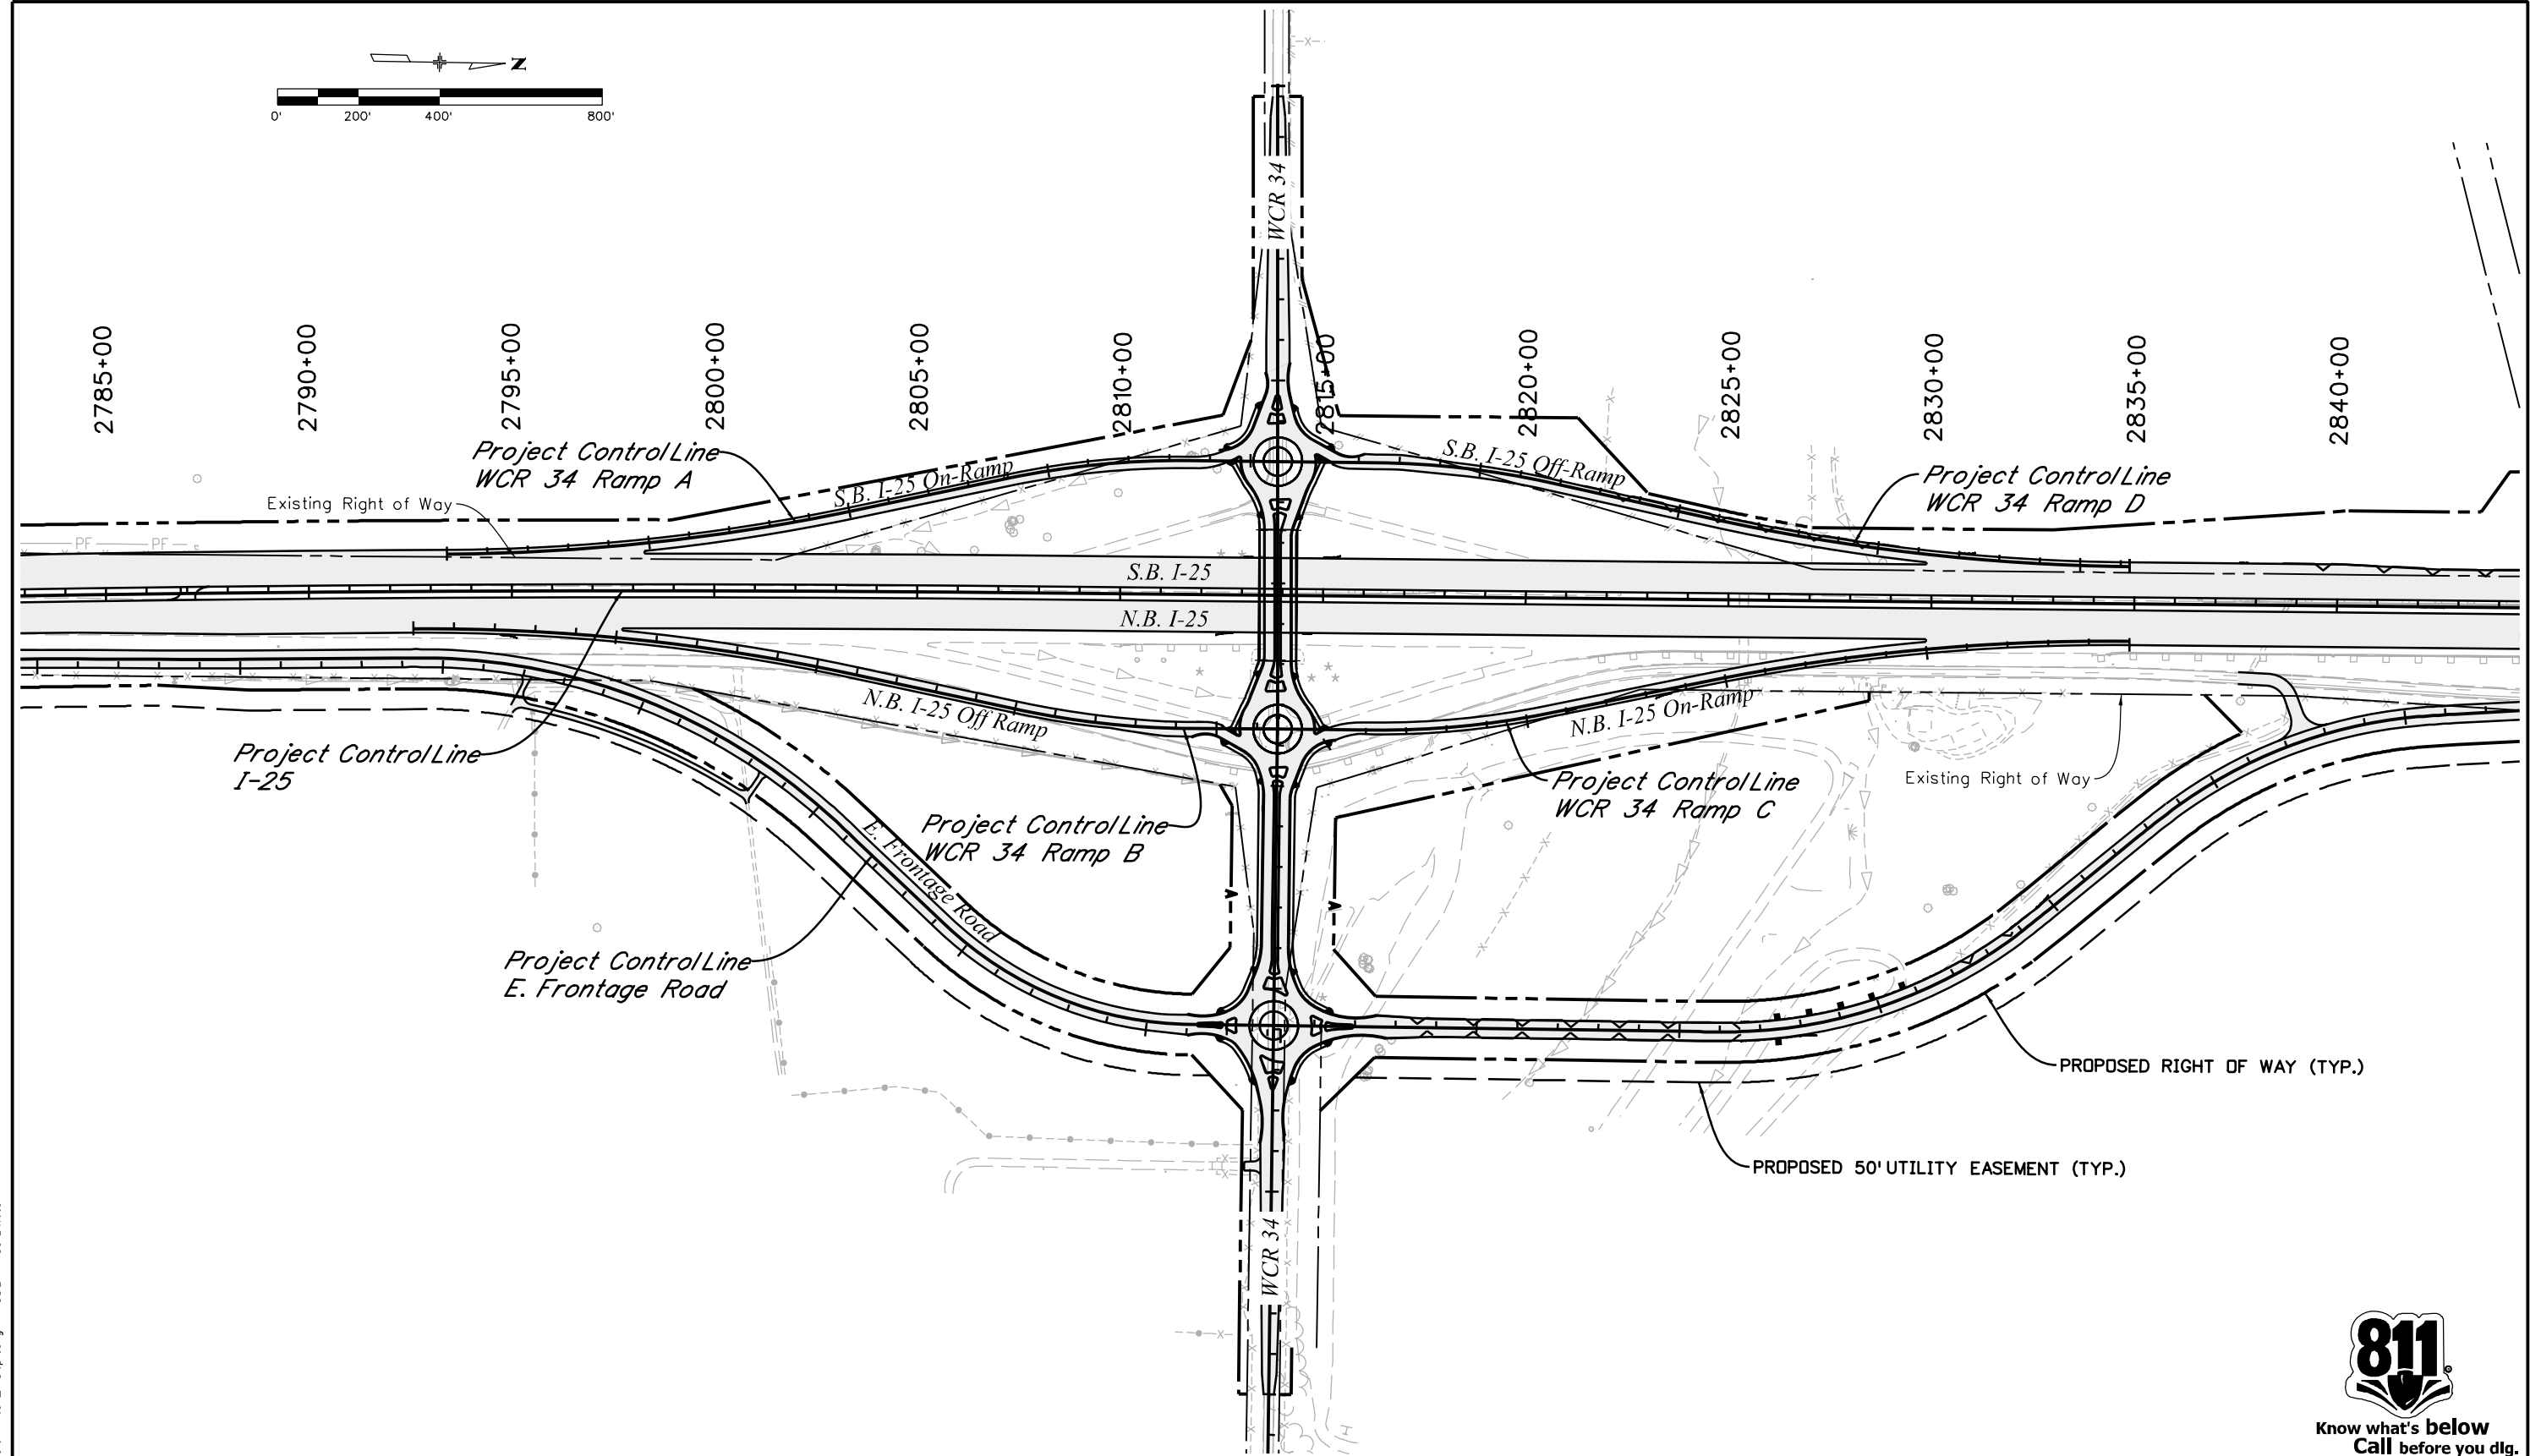 N
0' 200' 400' 800'
WCR 34
2785+00
2790+00
2795+00
2800+00
2805+00
2810+00
2815+00
2820+00
2825+00
2830+00
2835+00
2840+00
Project Control Line
WCR 34 Ramp A
S.B. I-25 On-Ramp
S.B. I-25 Off-Ramp
Project Control Line
WCR 34 Ramp D
Existing Right of Way
PF PF
S.B. I-25
N.B. I-25
N.B. I-25 Off Ramp
N.B. I-25 On-Ramp
Project Control Line
I-25
Project Control Line
WCR 34 Ramp C
Existing Right of Way
Project Control Line
WCR 34 Ramp B
E. Frontage Road
A
A
Project Control Line
E. Frontage Road
PROPOSED RIGHT OF WAY (TYP.)
PROPOSED 50' UTILITY EASEMENT (TYP.)
WCR 34
811
Know what's below
Call before you dig.